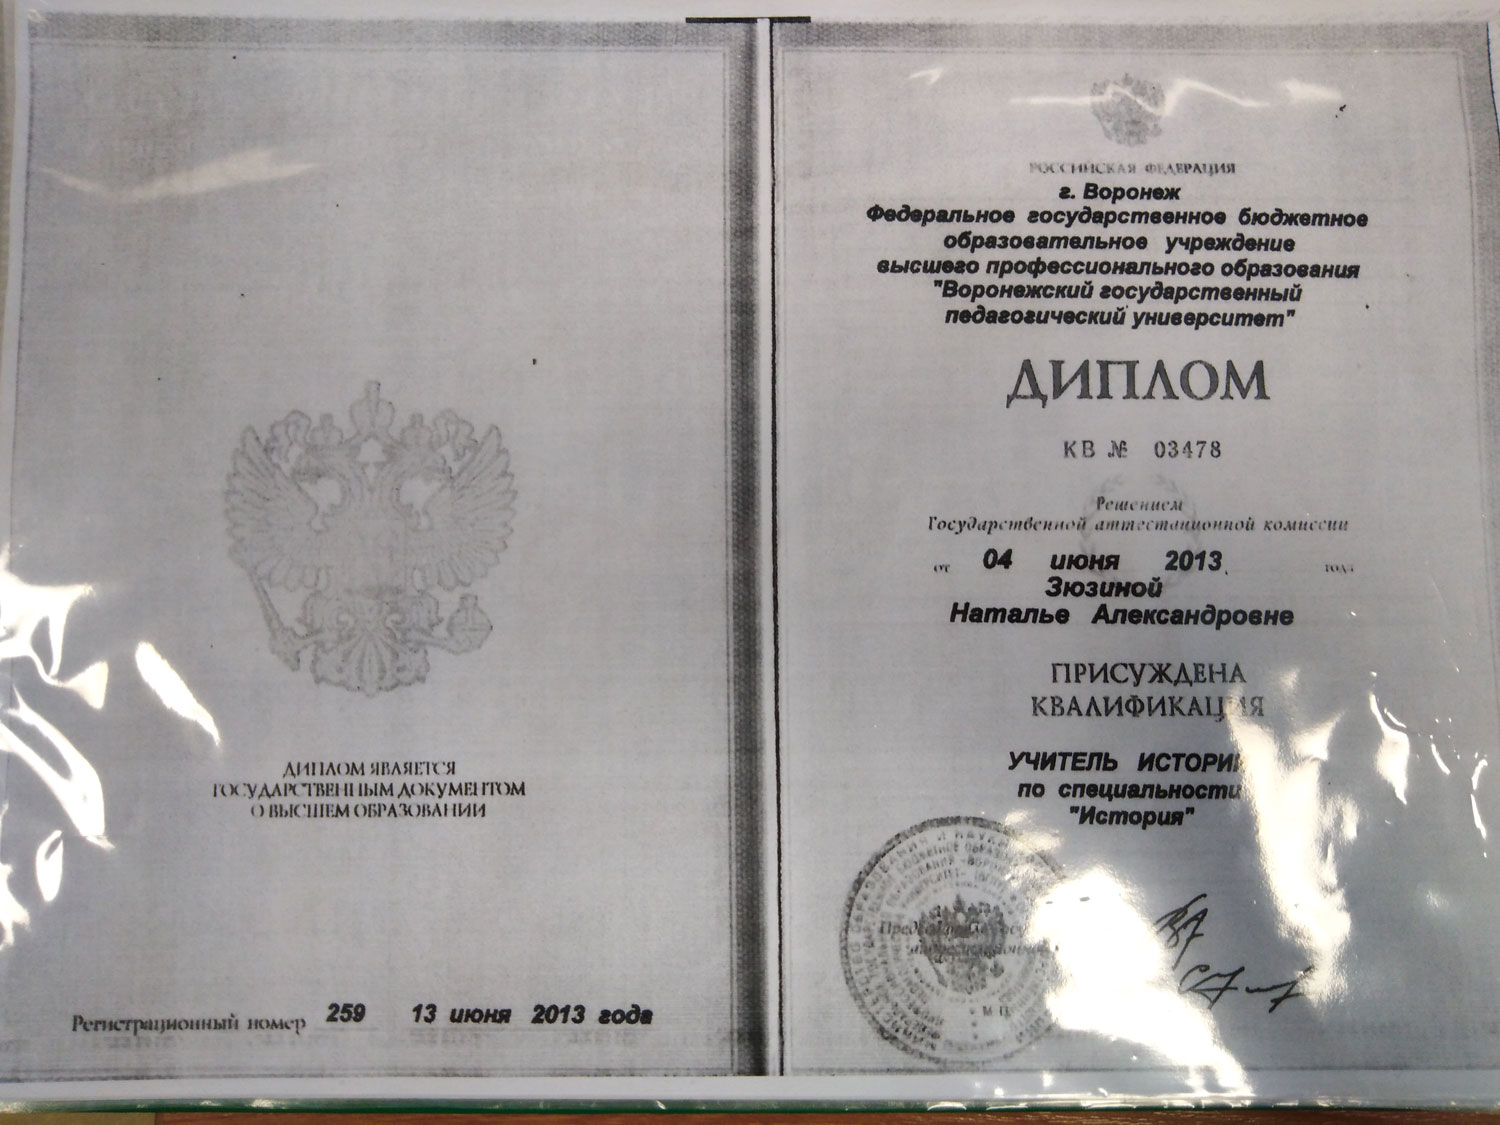 ДИПЛОМ ЯВЛЯЕТСЯ
ГОСУДАРСТВЕННЫМ ДОКУМЕНТОМ
О ВЫСШЕМ ОБРАЗОВАНИИ
Регистрационный номер 259 13 июня 2013 года
РОССИЙСКАЯ ФЕДЕРАЦИЯ
г. Воронеж
Федеральное государственное бюджетное
образовательное учреждение
высшего профессионального образования
"Воронежский государственный
педагогический университет"
ДИПЛОМ
КВ № 03478
Решением
Государственной аттестационной комиссии
от 04 июня 2013 года
Зюзиной
Наталье Александровне
ПРИСУЖДЕНА
КВАЛИФИКАЦИЯ
УЧИТЕЛЬ ИСТОРИИ
по специальности
"История"